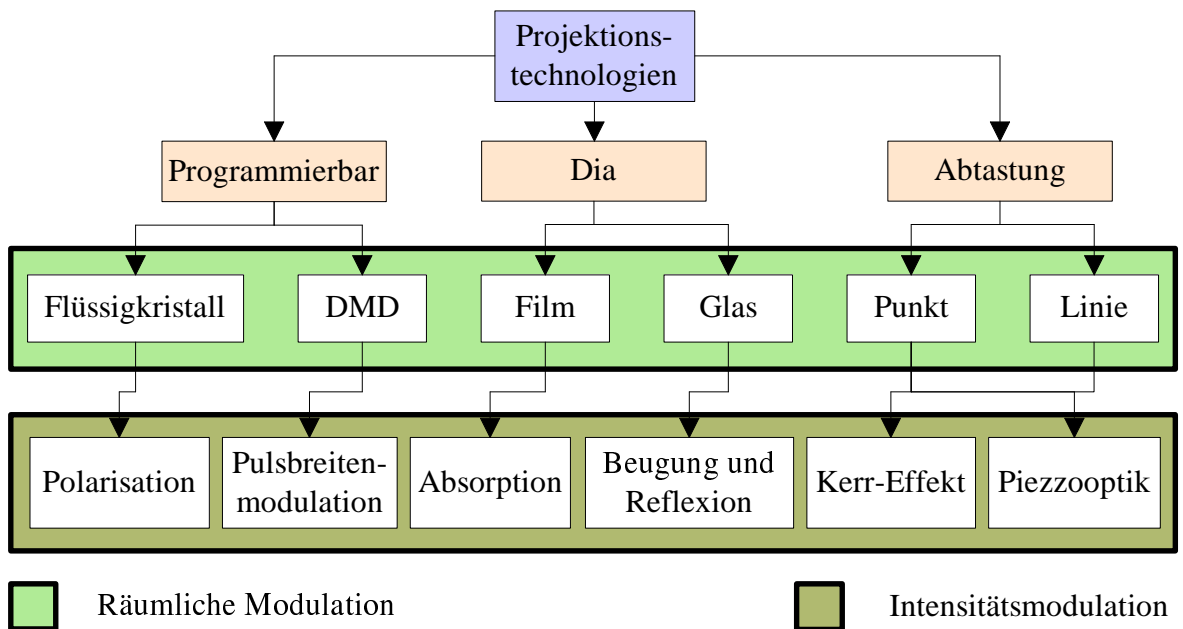 Projektions-
technologien
Programmierbar
Dia
Abtastung
Flüssigkristall
DMD
Film
Glas
Punkt
Linie
Polarisation
Pulsbreiten-
modulation
Absorption
Beugung und
Reflexion
Kerr-Effekt
Piezzooptik
Räumliche Modulation
Intensitätsmodulation